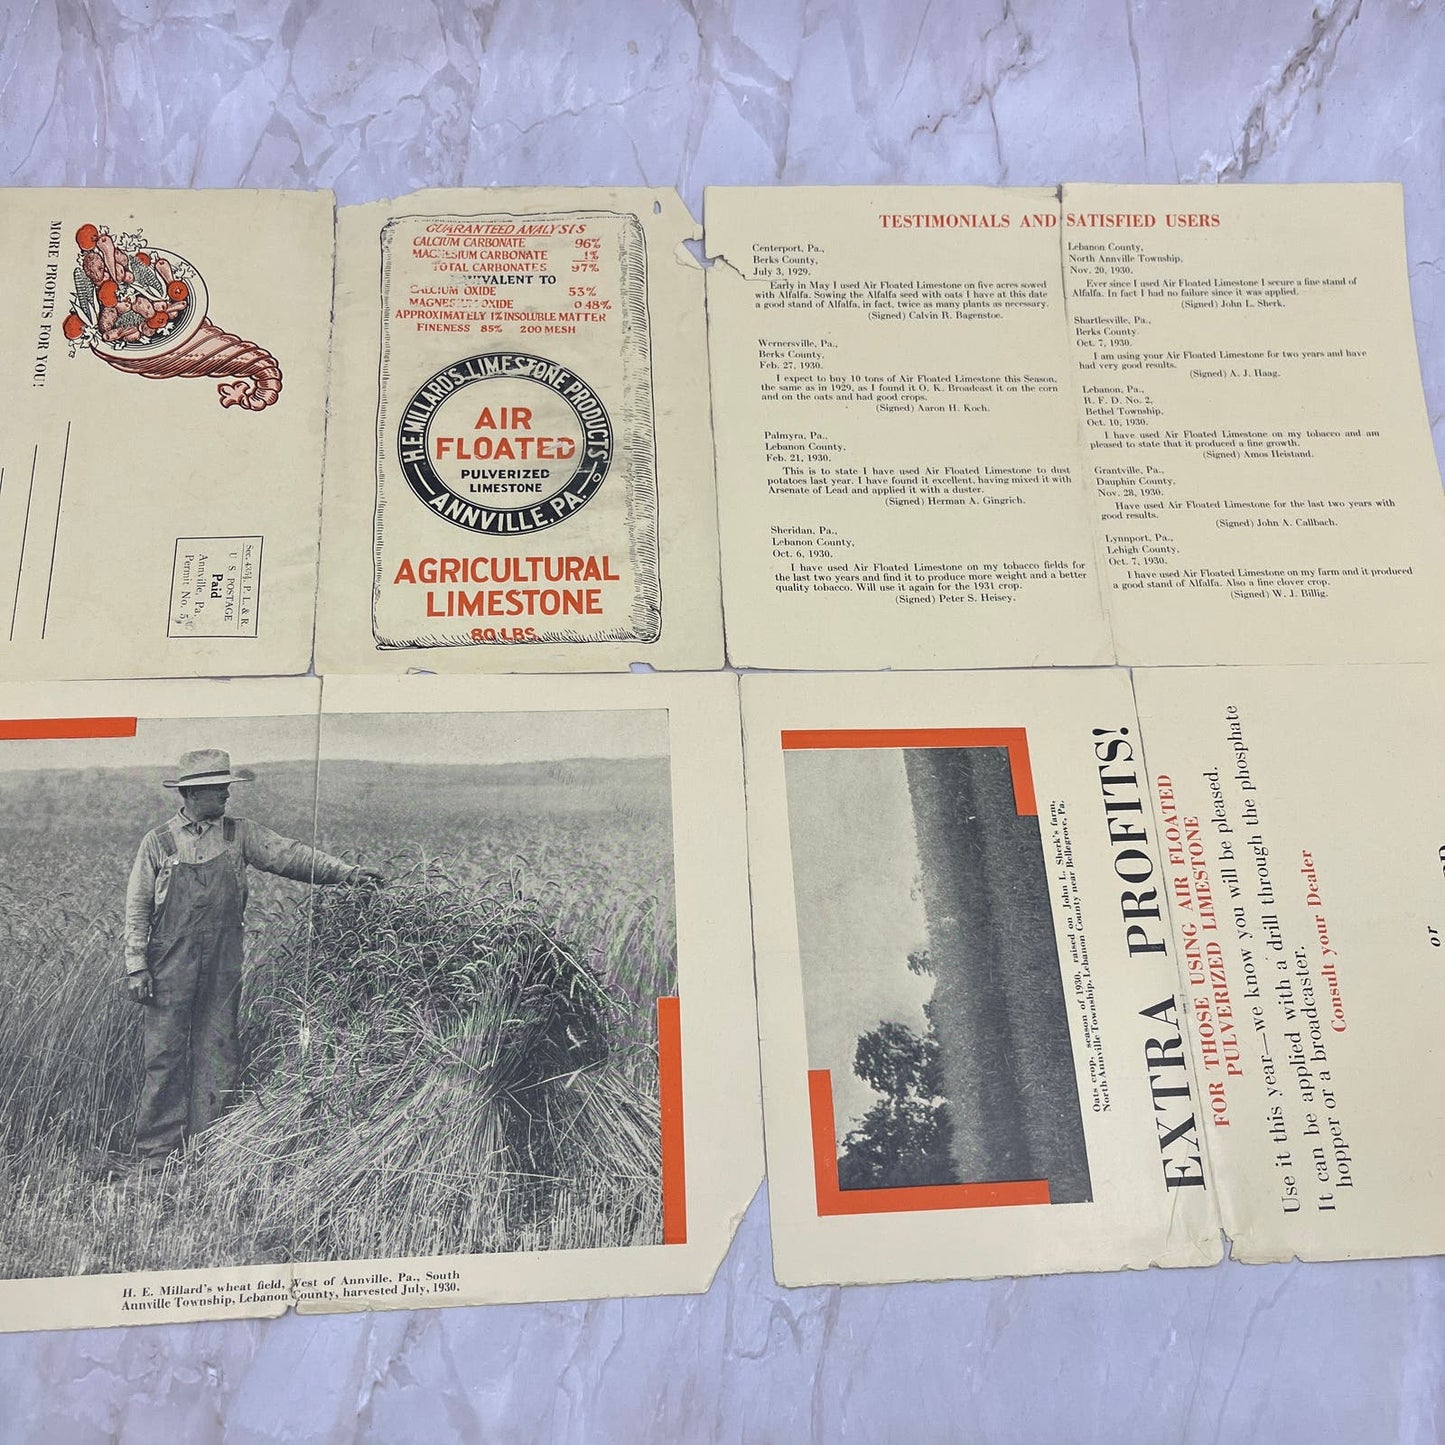 MORE PROFITS FOR YOU!
Sec. 435½, P. L. & R.
U. S. POSTAGE
Paid
Annville, Pa.
Permit No.
GUARANTEED ANALYSIS
CALCIUM CARBONATE 96%
MAGNESIUM CARBONATE 1%
TOTAL CARBONATES 97%
EQUIVALENT TO
CALCIUM OXIDE 53%
MAGNESIUM OXIDE 0.48%
APPROXIMATELY 1% INSOLUBLE MATTER
FINENESS 85% 200 MESH
H.E. MILLARD'S LIMESTONE PRODUCTS
AIR
FLOATED
PULVERIZED
LIMESTONE
ANNVILLE, PA.
AGRICULTURAL
LIMESTONE
80 LBS.
TESTIMONIALS AND SATISFIED USERS
Centerport, Pa.,
Berks County,
July 3, 1929.
Early in May I used Air Floated Limestone on five acres sowed
with Alfalfa. Sowing the Alfalfa seed with oats I have at this date
a good stand of Alfalfa, in fact, twice as many plants as necessary.
(Signed) Calvin R. Bagenstoe.
Wernersville, Pa.,
Berks County,
Feb. 27, 1930.
I expect to buy 10 tons of Air Floated Limestone this Season,
the same as in 1929, as I found it O. K. Broadcast it on the corn
and on the oats and had good crops.
(Signed) Aaron H. Koch.
Palmyra, Pa.,
Lebanon County,
Feb. 21, 1930.
This is to state I have used Air Floated Limestone to dust
potatoes last year. I have found it excellent, having mixed it with
Arsenate of Lead and applied it with a duster.
(Signed) Herman A. Gingrich.
Sheridan, Pa.,
Lebanon County,
Oct. 6, 1930.
I have used Air Floated Limestone on my tobacco fields for
the last two years and find it to produce more weight and a better
quality tobacco. Will use it again for the 1931 crop.
(Signed) Peter S. Heisey.
Lebanon County,
North Annville Township,
Nov. 20, 1930.
Ever since I used Air Floated Limestone I secure a fine stand of
Alfalfa. In fact I had no failure since it was applied.
(Signed) John L. Sherk.
Shartlesville, Pa.,
Berks County
Oct. 7, 1930.
I am using your Air Floated Limestone for two years and have
had very good results.
(Signed) A. J. Haag.
Lebanon, Pa.,
R. F. D. No. 2,
Bethel Township,
Oct. 10, 1930.
I have used Air Floated Limestone on my tobacco and am
pleased to state that it produced a fine growth.
(Signed) Amos Heistand.
Grantville, Pa.,
Dauphin County,
Nov. 28, 1930.
Have used Air Floated Limestone for the last two years with
good results.
(Signed) John A. Callbach.
Lynnport, Pa.,
Lehigh County,
Oct. 7, 1930.
I have used Air Floated Limestone on my farm and it produced
a good stand of Alfalfa. Also a fine clover crop.
(Signed) W. J. Billig.
H. E. Millard's wheat field, West of Annville, Pa., South
Annville Township, Lebanon County, harvested July, 1930.
Oats crop, season of 1930, raised on John L. Sherk's farm,
North Annville Township, Lebanon County near Bellegrove, Pa.
EXTRA PROFITS!
FOR THOSE USING AIR FLOATED
PULVERIZED LIMESTONE
Use it this year—we know you will be pleased.
It can be applied with a drill through the phosphate
hopper or a broadcaster.
Consult your Dealer
or